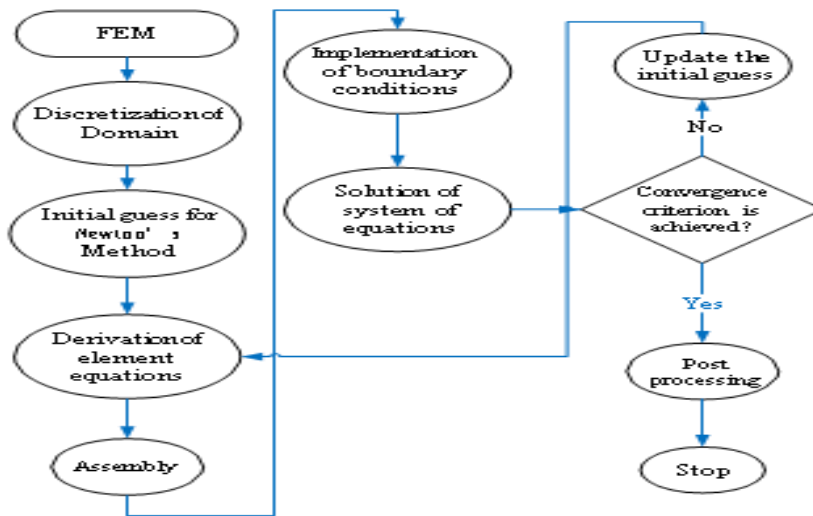 FEM
Discretization of
Domain
Initial guess for
Newton's
Method
Derivation of
element
equations
Assembly
Implementation
of boundary
conditions
Solution of
system of
equations
Update the
initial guess
No
Convergence
criterion is
achieved?
Yes
Post
processing
Stop